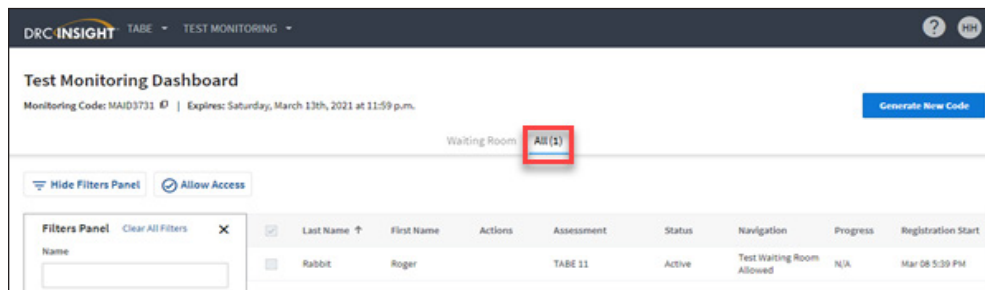 DRC INSIGHT TABE TEST MONITORING ? HH
Test Monitoring Dashboard
Monitoring Code: MAID3731 | Expires: Saturday, March 13th, 2021 at 11:59 p.m.
Generate New Code
Waiting Room All (1)
Hide Filters Panel Allow Access
Filters Panel Clear All Filters X
Name
Last Name ↑ First Name Actions Assessment Status Navigation Progress Registration Start
Rabbit Roger TABE 11 Active Test Waiting Room Allowed N/A Mar 08 5:39 PM